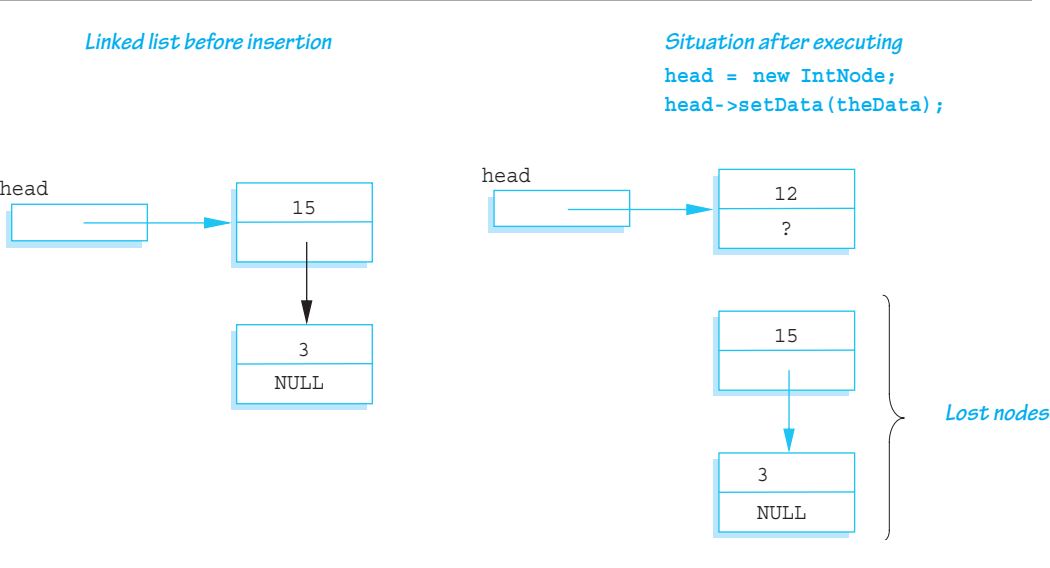 Linked list before insertion
Situation after executing
head = new IntNode;
head->setData(theData);
head
15
3
NULL
head
12
?
15
3
NULL
Lost nodes